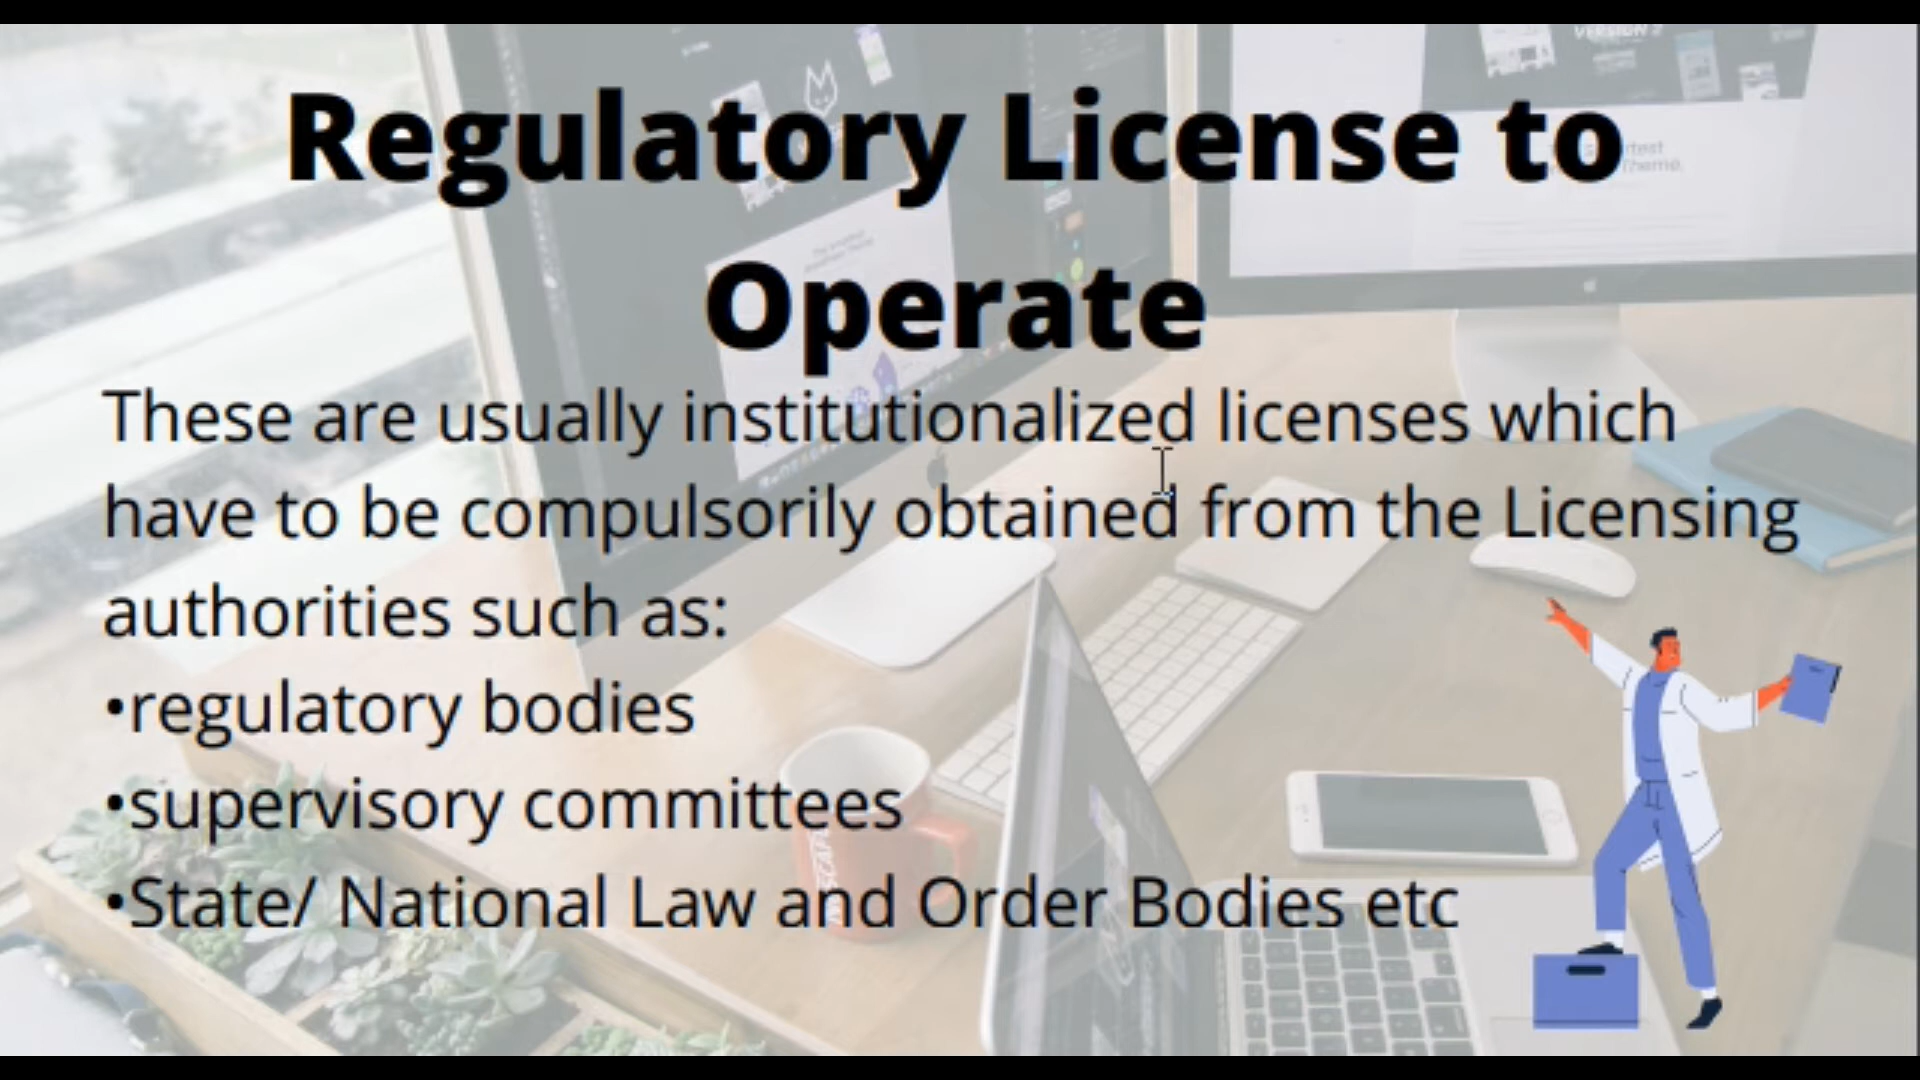 Regulatory License to
Operate
These are usually institutionalized licenses which
have to be compulsorily obtained from the Licensing
authorities such as:
•regulatory bodies
•supervisory committees
•State/ National Law and Order Bodies etc